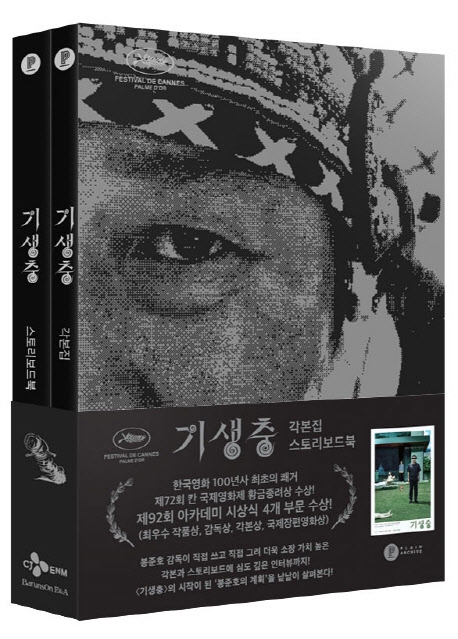 FESTIVAL DE CANNES
PALME D'OR
기생충
스토리보드북
기생충
각본집
FESTIVAL DE CANNES
PALME D'OR
기생충
각본집
스토리보드북
한국영화 100년사 최초의 쾌거
제72회 칸 국제영화제 황금종려상 수상!
제92회 아카데미 시상식 4개 부문 수상!
(최우수 작품상, 감독상, 각본상, 국제장편영화상)
봉준호 감독이 직접 쓰고 직접 그려 더욱 소장 가치 높은
각본과 스토리보드에 심도 깊은 인터뷰까지!
<기생충>의 시작이 된 '봉준호의 계획'을 낱낱이 살펴본다!
기생충
PLAIN
ARCHIVE
CJ ENM
Barunson E&A